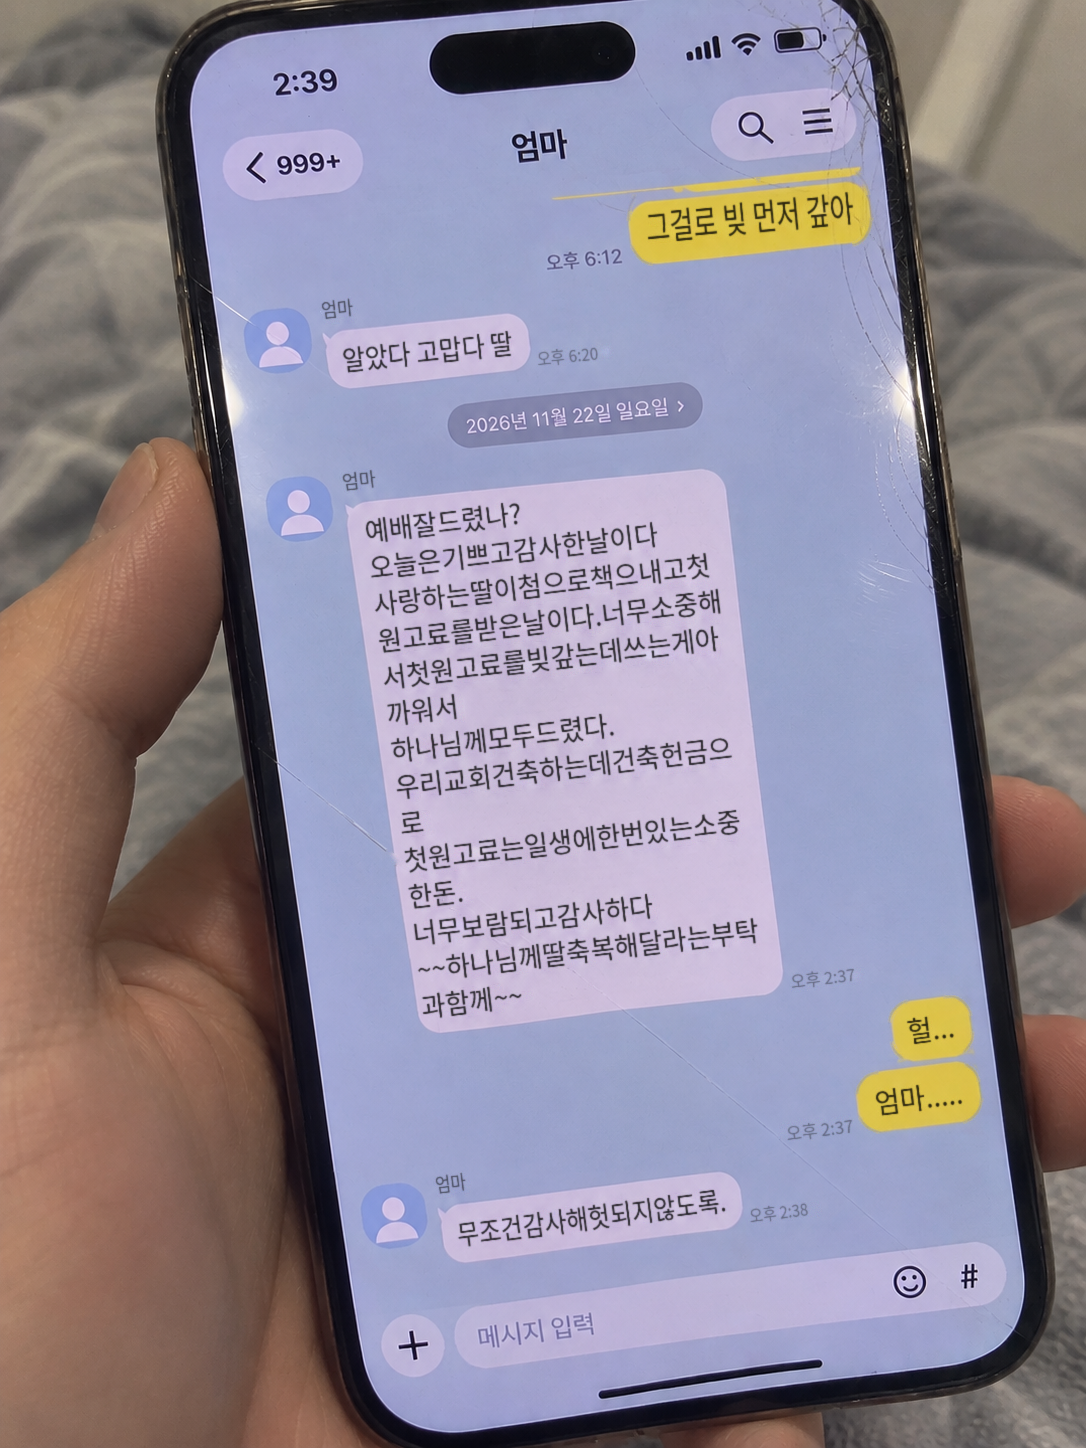 2:39
999+
엄마
그걸로 빚 먼저 갚아
오후 6:12
엄마
알았다 고맙다 딸
오후 6:20
2026년 11월 22일 일요일 >
엄마
예배잘드렸나?
오늘은기쁘고감사한날이다
사랑하는딸이첨으로책으내고첫
원고료를받은날이다.너무소중해
서첫원고료를빚갚는데쓰는게아
까워서
하나님께모두드렸다.
우리교회건축하는데건축헌금으
로
첫원고료는일생에한번있는소중
한돈.
너무보람되고감사하다
~~하나님께딸축복해달라는부탁
과함께~~
오후 2:37
헐...
엄마.....
오후 2:37
엄마
무조건감사해헛되지않도록.
오후 2:38
메시지 입력
#